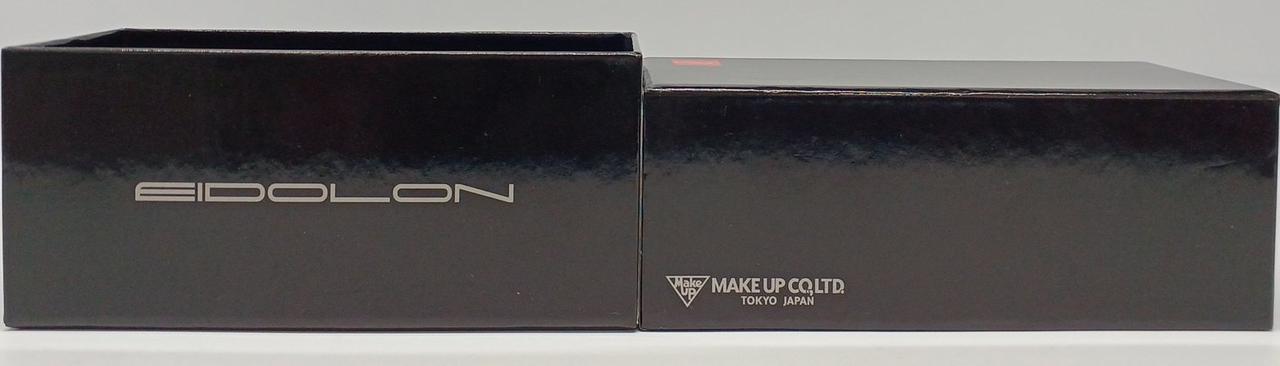 EIDOLON
Make
UP
MAKE UP CO., LTD.
TOKYO JAPAN